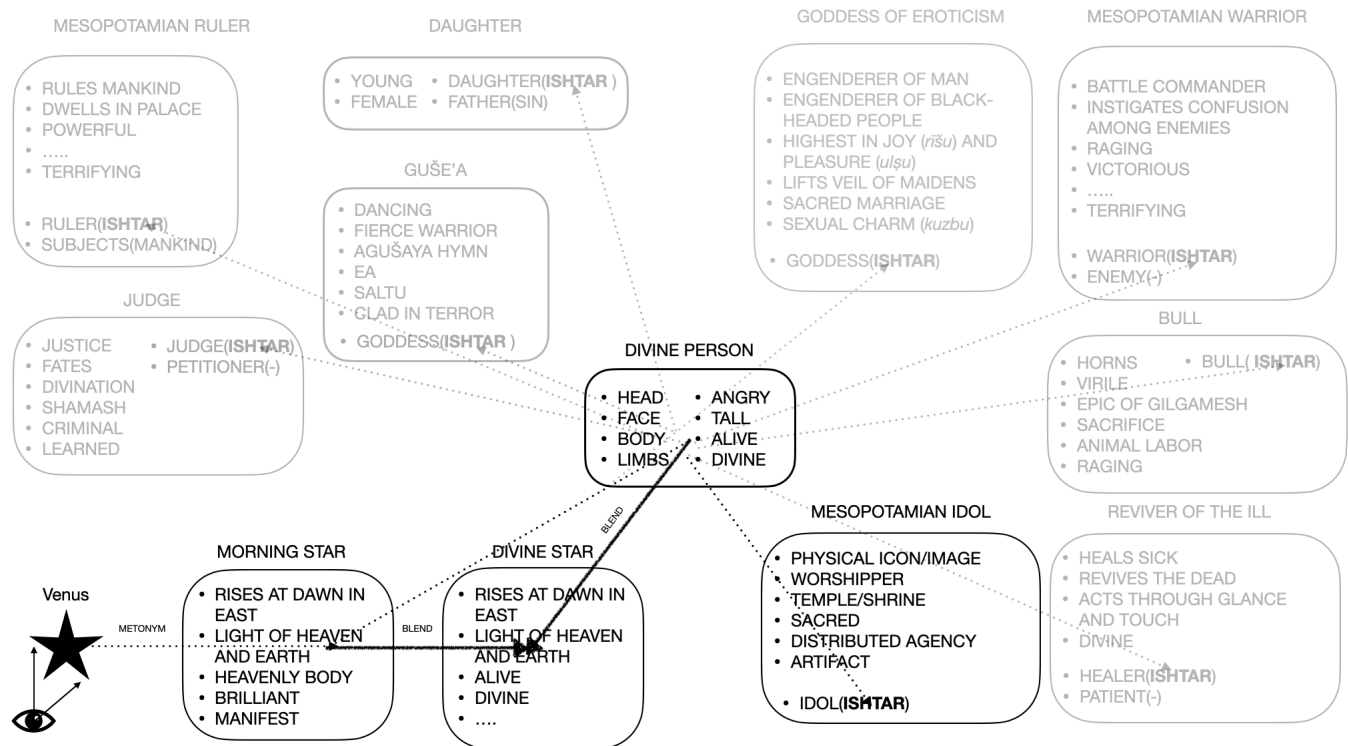 MESOPOTAMIAN RULER
• RULES MANKIND
• DWELLS IN PALACE
• POWERFUL
• .....
• TERRIFYING
• RULER(ISHTAR)
• SUBJECTS(MANKIND)
DAUGHTER
• YOUNG
• FEMALE
• DAUGHTER(ISHTAR )
• FATHER(SIN)
GUŠE’A
• DANCING
• FIERCE WARRIOR
• AGUŠAYA HYMN
• EA
• SALTU
• CLAD IN TERROR
• GODDESS(ISHTAR )
GODDESS OF EROTICISM
• ENGENDERER OF MAN
• ENGENDERER OF BLACK-
HEADED PEOPLE
• HIGHEST IN JOY (rīšu) AND
PLEASURE (ulṣu)
• LIFTS VEIL OF MAIDENS
• SACRED MARRIAGE
• SEXUAL CHARM (kuzbu)
• GODDESS(ISHTAR)
MESOPOTAMIAN WARRIOR
• BATTLE COMMANDER
• INSTIGATES CONFUSION
AMONG ENEMIES
• RAGING
• VICTORIOUS
• .....
• TERRIFYING
• WARRIOR(ISHTAR)
• ENEMY(-)
JUDGE
• JUSTICE
• FATES
• DIVINATION
• SHAMASH
• CRIMINAL
• LEARNED
• JUDGE(ISHTAR)
• PETITIONER(-)
DIVINE PERSON
• HEAD
• FACE
• BODY
• LIMBS
• ANGRY
• TALL
• ALIVE
• DIVINE
BULL
• HORNS
• VIRILE
• EPIC OF GILGAMESH
• SACRIFICE
• ANIMAL LABOR
• RAGING
• BULL( ISHTAR)
Venus
METONYM
MORNING STAR
• RISES AT DAWN IN
EAST
• LIGHT OF HEAVEN
AND EARTH
• HEAVENLY BODY
• BRILLIANT
• MANIFEST
BLEND
DIVINE STAR
• RISES AT DAWN IN
EAST
• LIGHT OF HEAVEN
AND EARTH
• ALIVE
• DIVINE
• ....
BLEND
MESOPOTAMIAN IDOL
• PHYSICAL ICON/IMAGE
• WORSHIPPER
• TEMPLE/SHRINE
• SACRED
• DISTRIBUTED AGENCY
• ARTIFACT
• IDOL(ISHTAR)
REVIVER OF THE ILL
• HEALS SICK
• REVIVES THE DEAD
• ACTS THROUGH GLANCE
AND TOUCH
• DIVINE
• HEALER(ISHTAR)
• PATIENT(-)